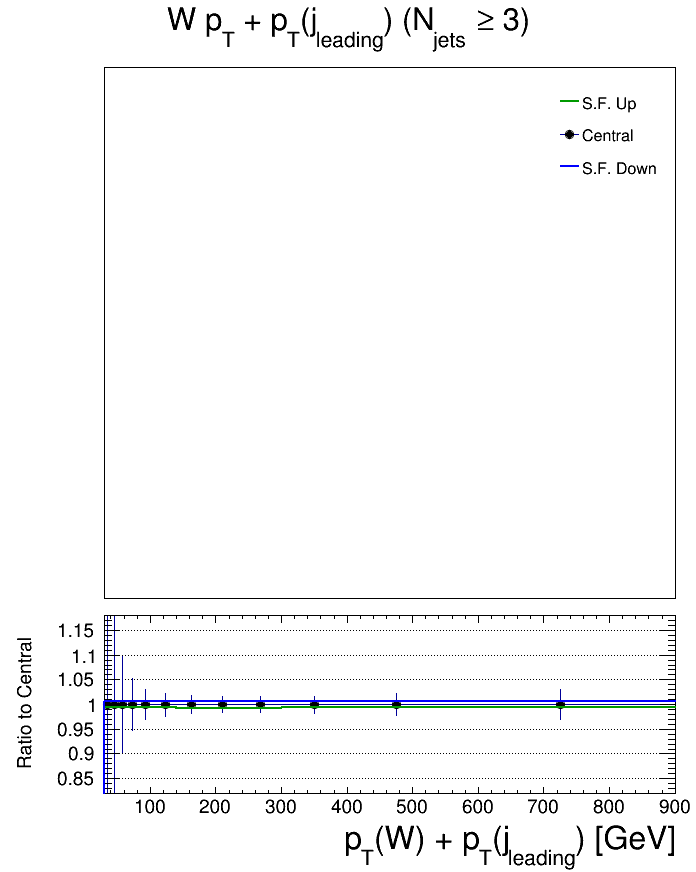 W p_T + p_T(j_leading) (N_jets ≥ 3)
S.F. Up
Central
S.F. Down
Ratio to Central
1.15
1.1
1.05
1
0.95
0.9
0.85
100 200 300 400 500 600 700 800 900
p_T(W) + p_T(j_leading) [GeV]